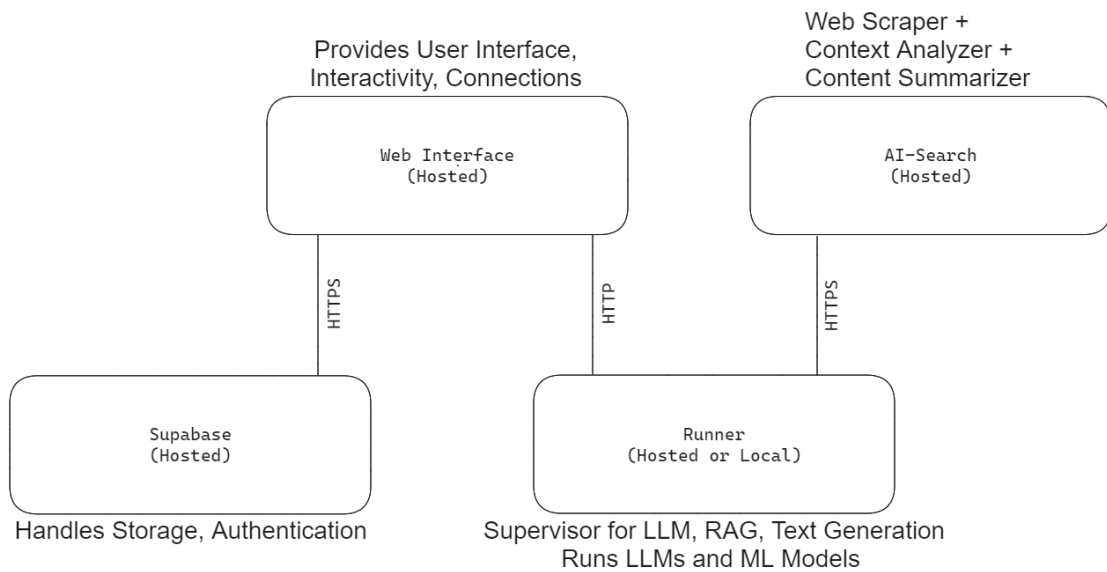 Provides User Interface,
Interactivity, Connections
Web Scraper +
Context Analyzer +
Content Summarizer
Web Interface
(Hosted)
AI-Search
(Hosted)
HTTPS
HTTP
HTTPS
Supabase
(Hosted)
Runner
(Hosted or Local)
Handles Storage, Authentication
Supervisor for LLM, RAG, Text Generation
Runs LLMs and ML Models